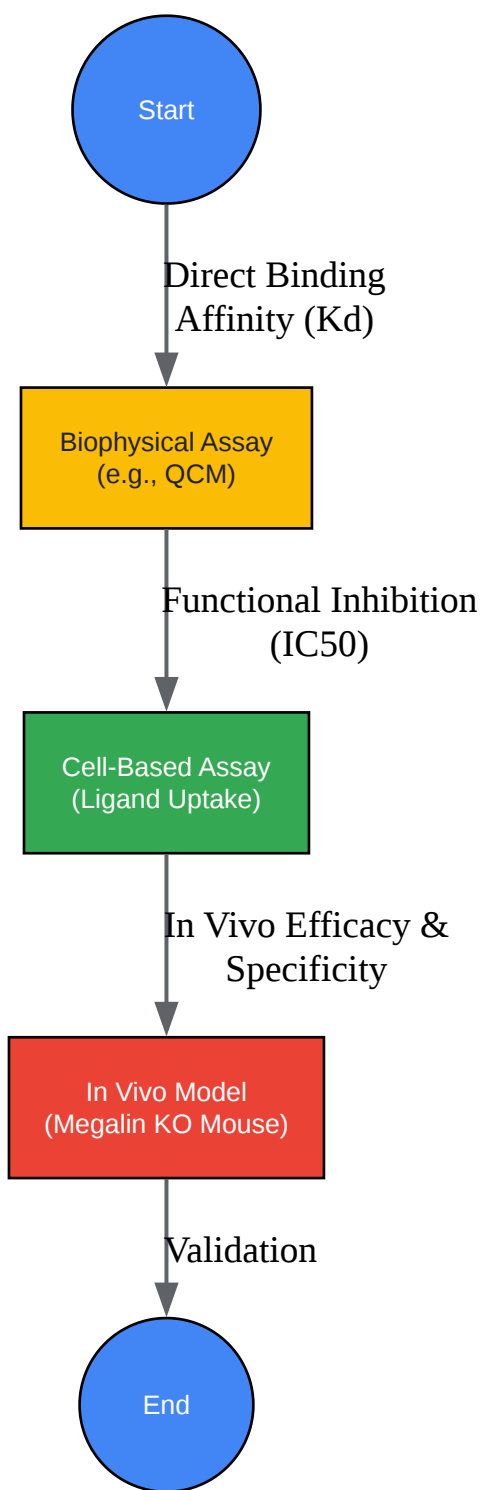 Start
Direct Binding
Affinity (Kd)
Biophysical Assay
(e.g., QCM)
Functional Inhibition
(IC50)
Cell-Based Assay
(Ligand Uptake)
In Vivo Efficacy &
Specificity
In Vivo Model
(Megalin KO Mouse)
Validation
End